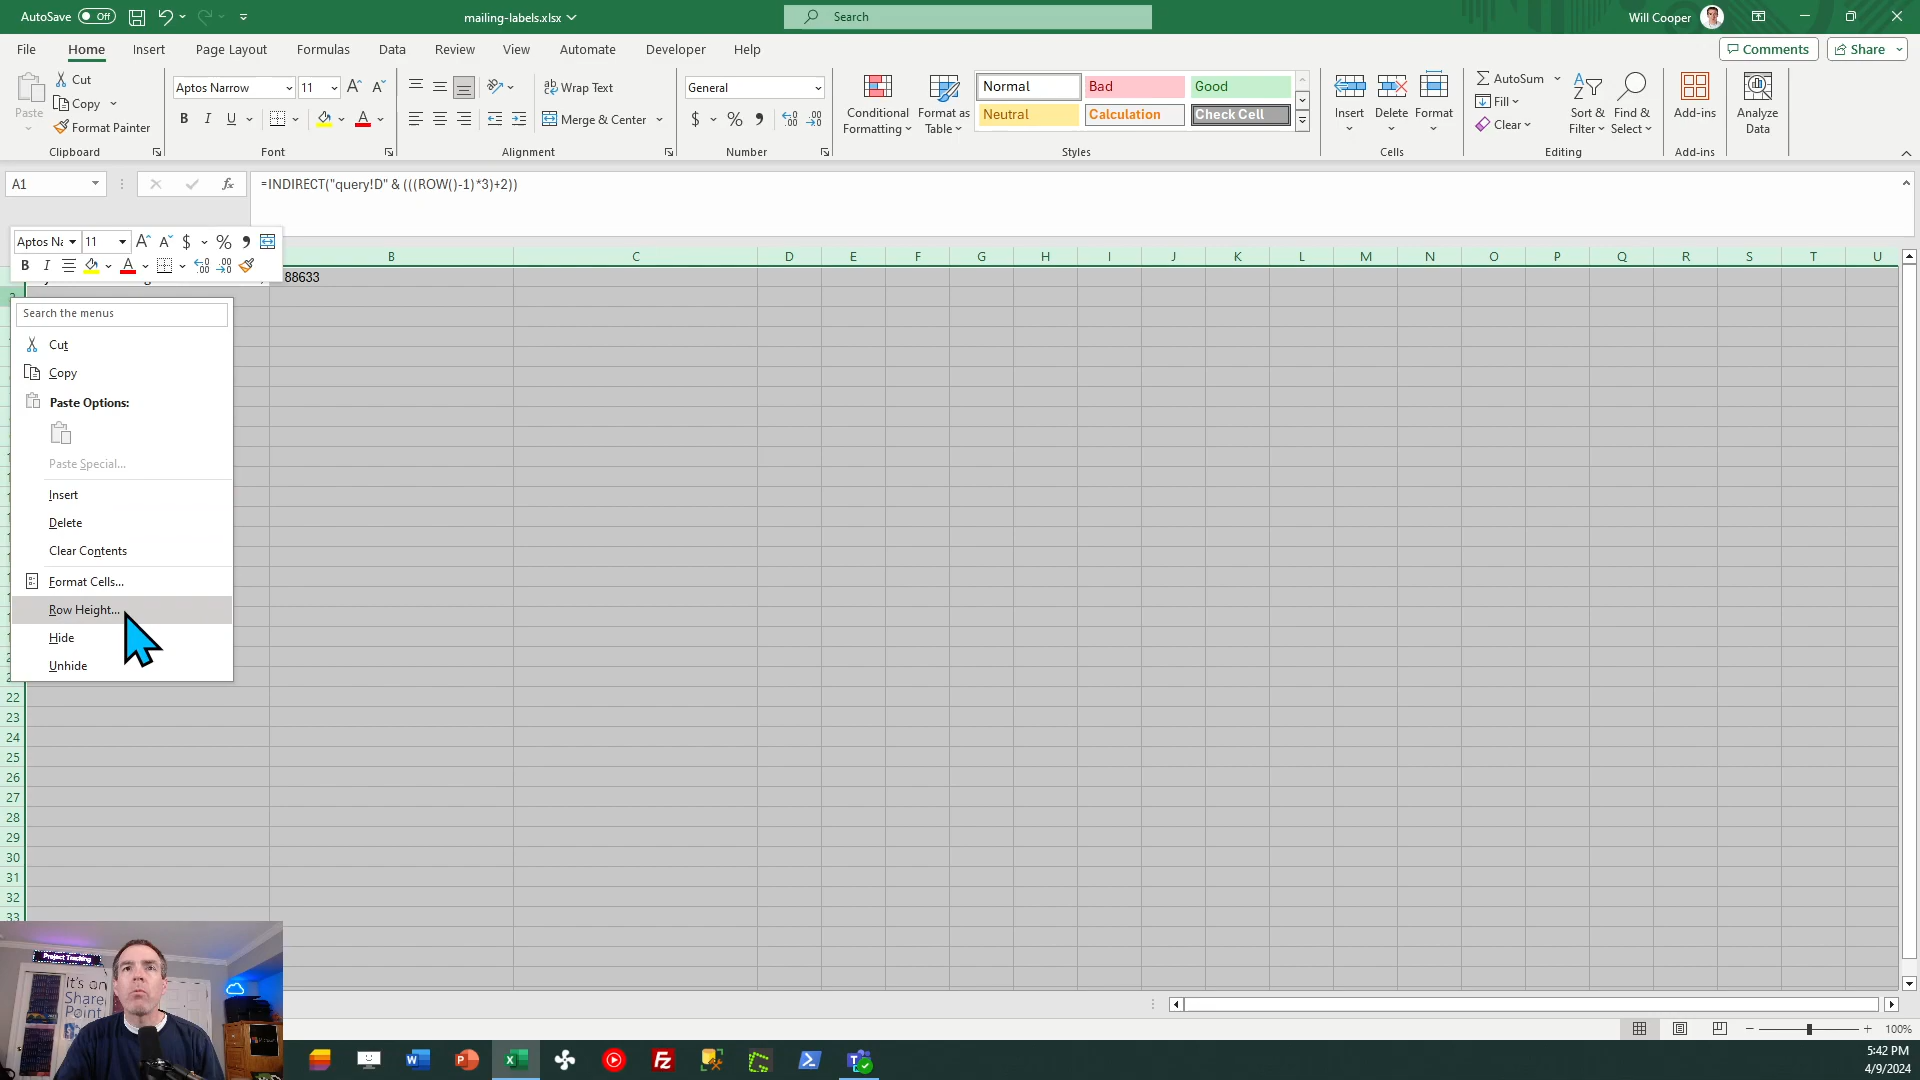 AutoSave Off mailing-labels.xlsx Search Will Cooper
File Home Insert Page Layout Formulas Data Review View Automate Developer Help Comments Share
Paste Cut Copy Format Painter
Aptos Narrow 11
B I U
Wrap Text
Merge & Center
General
$ %
Conditional Formatting
Format as Table
Normal Bad Good
Neutral Calculation Check Cell
Insert Delete Format
AutoSum
Fill
Clear
Sort & Filter
Find & Select
Add-ins
Analyze Data
Clipboard Font Alignment Number Styles Cells Editing Add-ins
A1 fx =INDIRECT("query!D" & (((ROW()-1)*3)+2))
Aptos Na 11 $ %
B I A
B C D E F G H I J K L M N O P Q R S T U
88633
Search the menus
Cut
Copy
Paste Options:
Paste Special...
Insert
Delete
Clear Contents
Format Cells...
Row Height...
Hide
Unhide
22
23
24
25
26
27
28
29
30
31
32
33
Project Teaching
It's on
Share
Point
100%
5:42 PM
4/9/2024